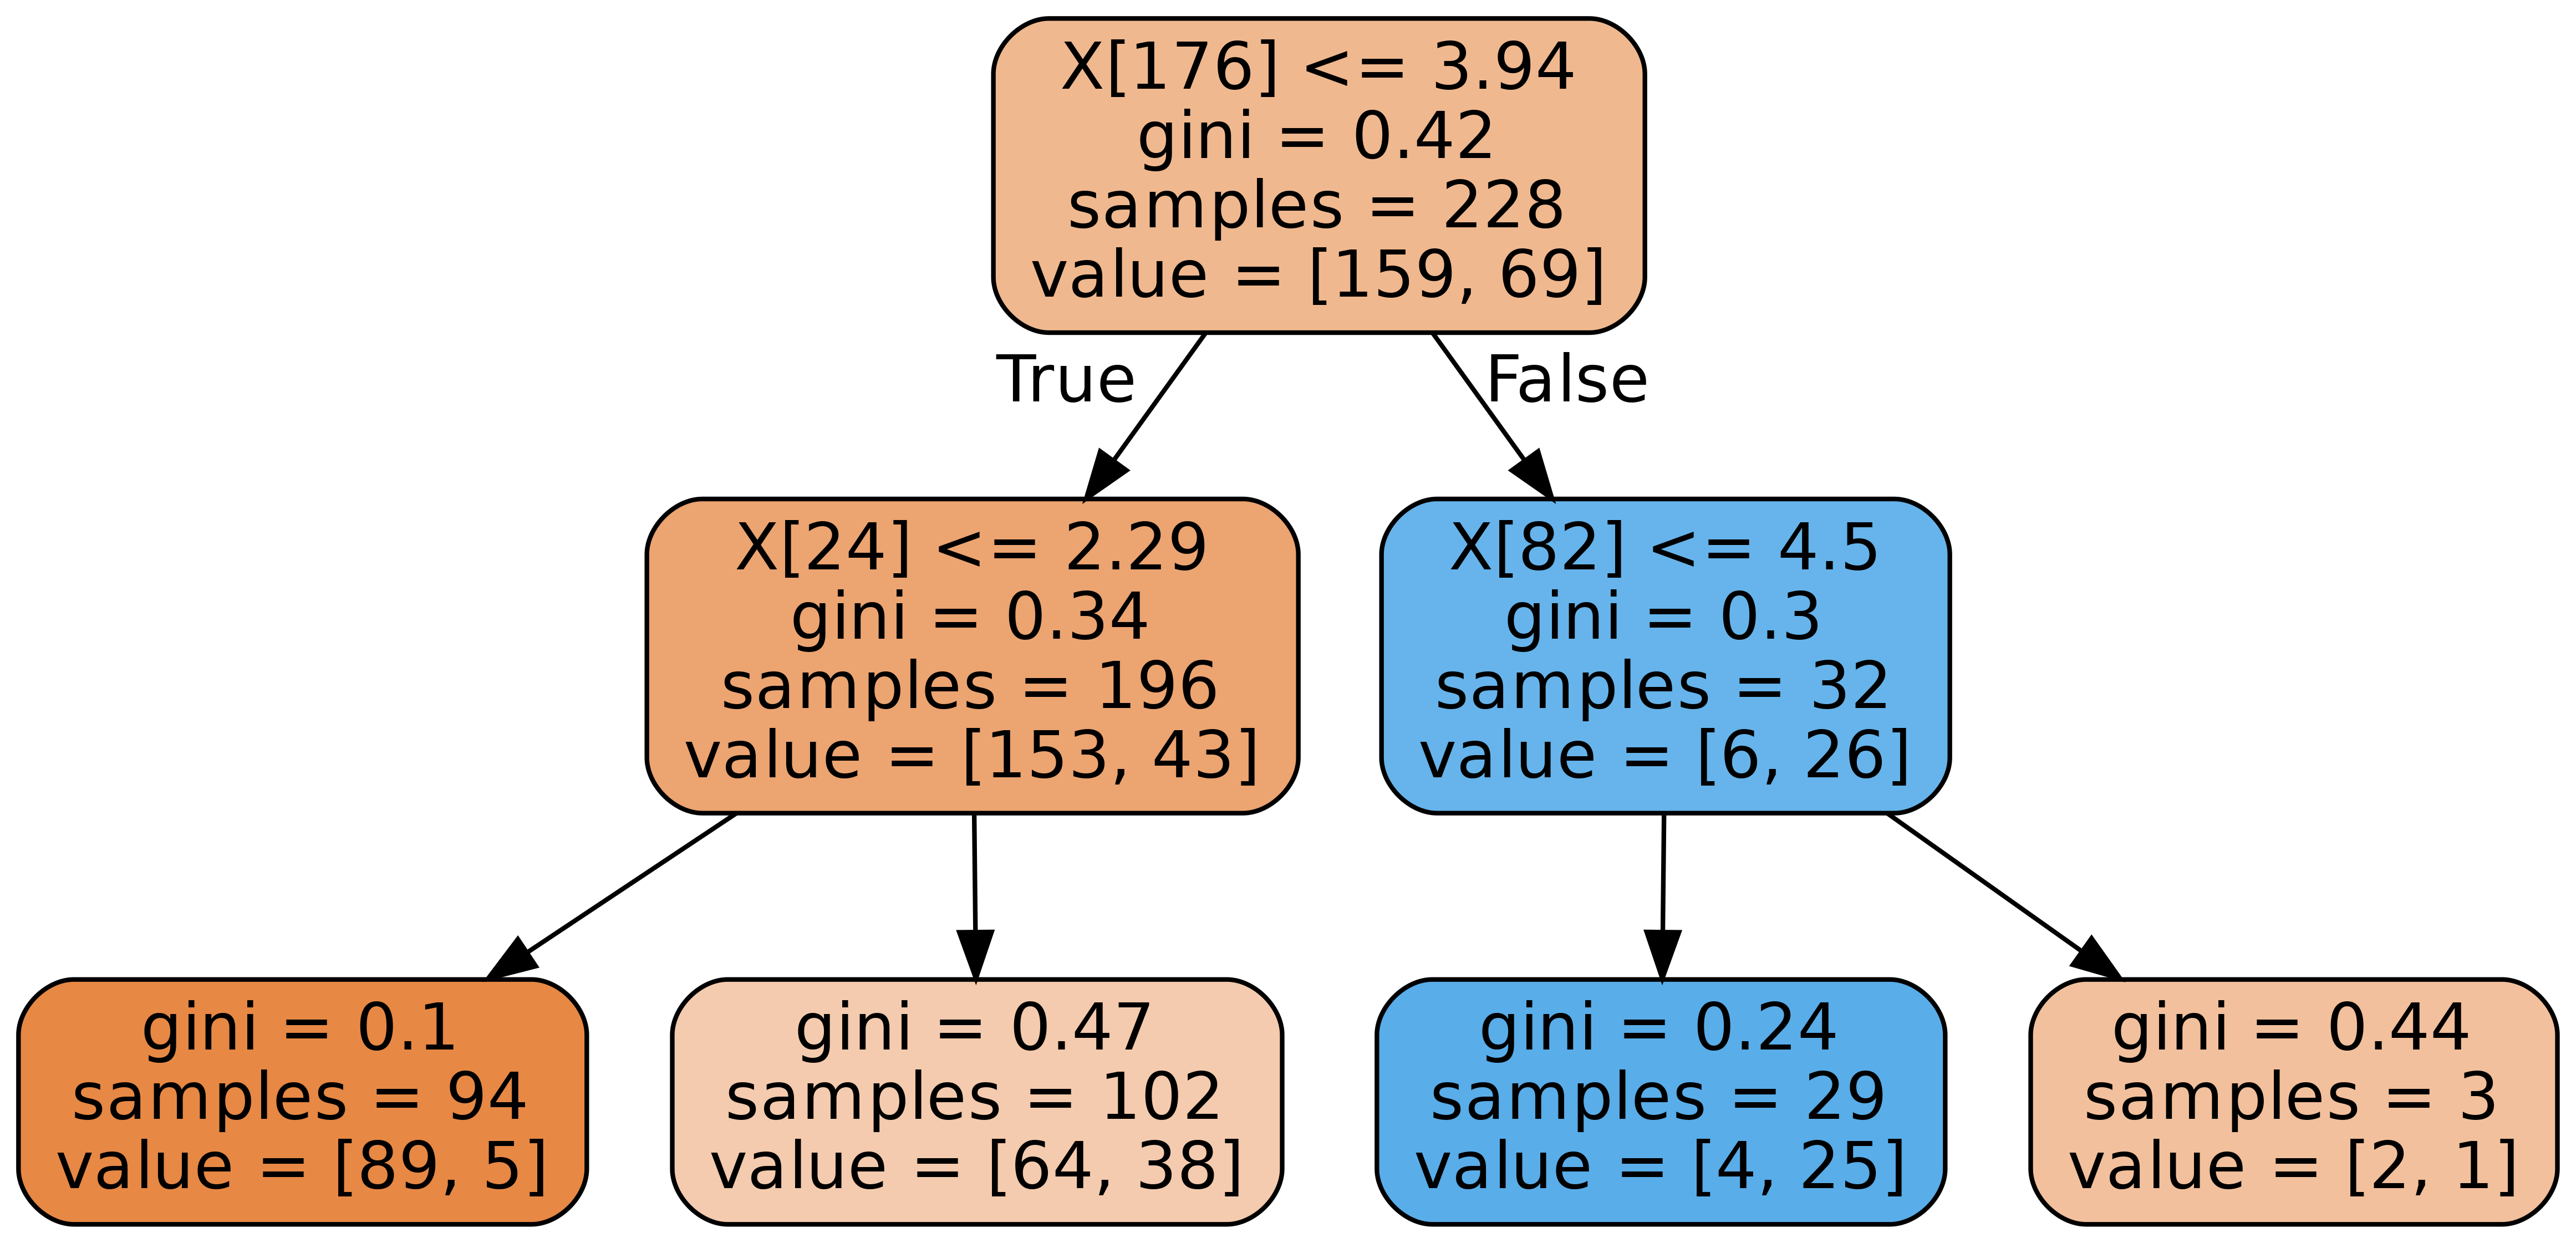 X[176] <= 3.94
gini = 0.42
samples = 228
value = [159, 69]
True
False
X[24] <= 2.29
gini = 0.34
samples = 196
value = [153, 43]
X[82] <= 4.5
gini = 0.3
samples = 32
value = [6, 26]
gini = 0.1
samples = 94
value = [89, 5]
gini = 0.47
samples = 102
value = [64, 38]
gini = 0.24
samples = 29
value = [4, 25]
gini = 0.44
samples = 3
value = [2, 1]